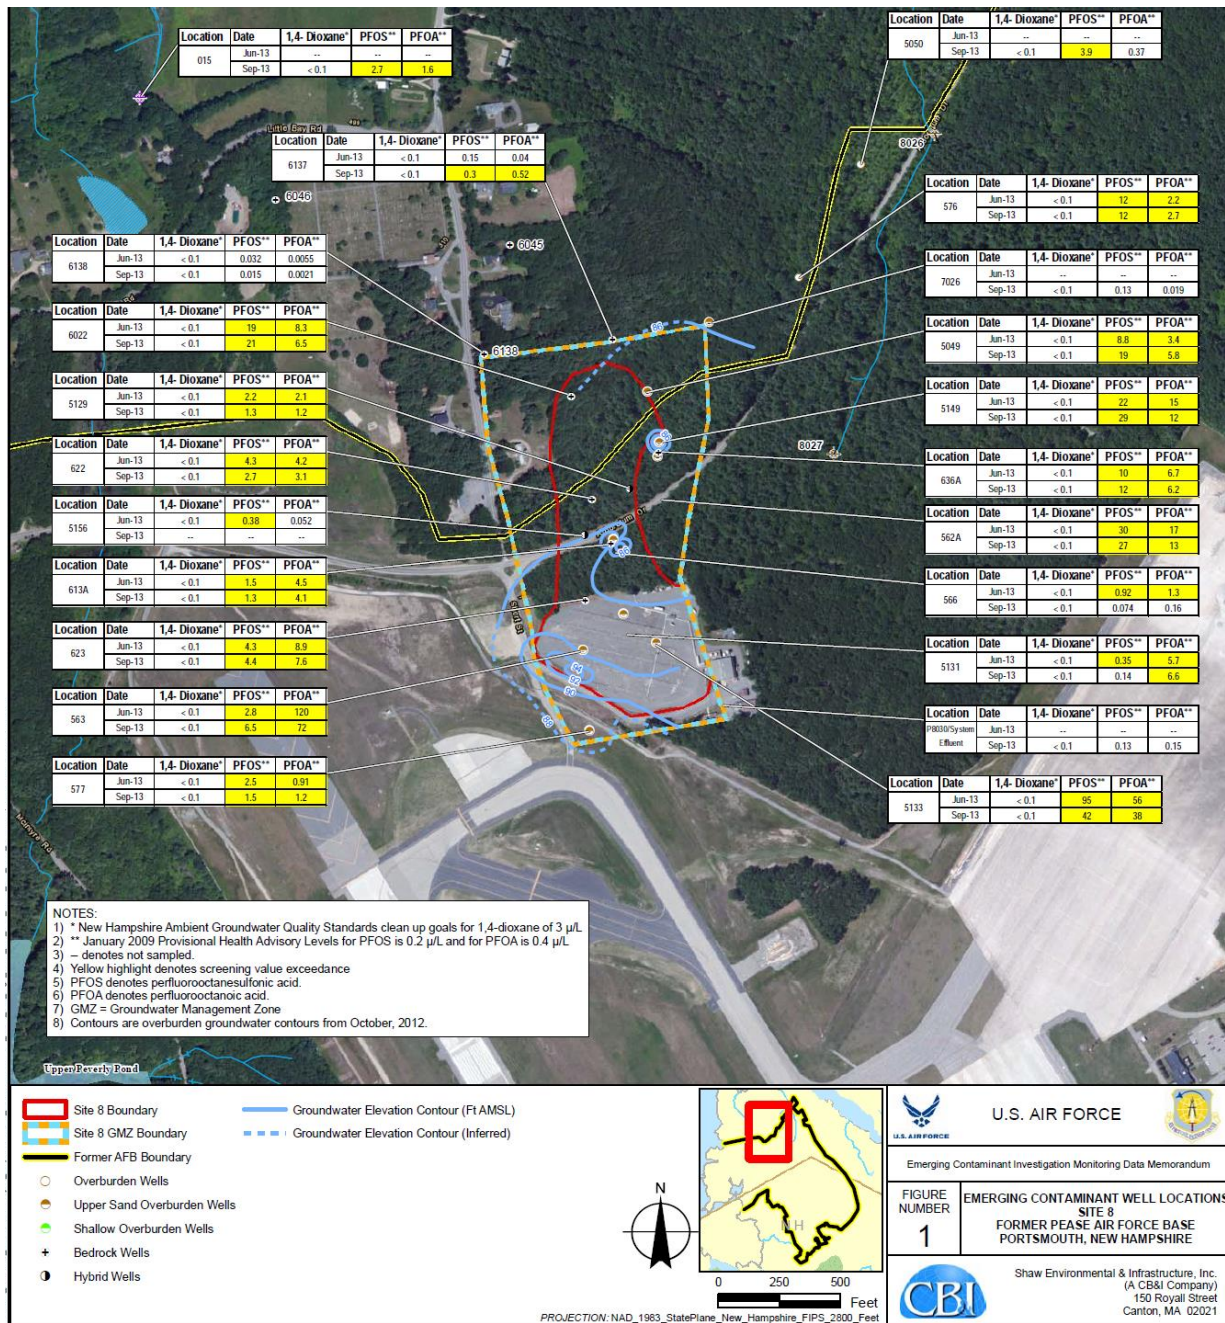 Location Date 1,4- Dioxane* PFOS** PFOA**
015
Jun-13 -- -- --
Sep-13 < 0.1 2.7 1.6
Location Date 1,4- Dioxane* PFOS** PFOA**
5050
Jun-13 -- -- --
Sep-13 < 0.1 3.9 0.37
Little Bay Rd
Location Date 1,4- Dioxane* PFOS** PFOA**
6137
Jun-13 < 0.1 0.15 0.04
Sep-13 < 0.1 0.3 0.52
8026
6046
6045
Location Date 1,4- Dioxane* PFOS** PFOA**
576
Jun-13 < 0.1 12 2.2
Sep-13 < 0.1 12 2.7
Location Date 1,4- Dioxane* PFOS** PFOA**
6138
Jun-13 < 0.1 0.032 0.0055
Sep-13 < 0.1 0.015 0.0021
Location Date 1,4- Dioxane* PFOS** PFOA**
7026
Jun-13 -- -- --
Sep-13 < 0.1 0.13 0.019
Location Date 1,4- Dioxane* PFOS** PFOA**
6022
Jun-13 < 0.1 19 8.3
Sep-13 < 0.1 21 6.5
6138
Location Date 1,4- Dioxane* PFOS** PFOA**
5049
Jun-13 < 0.1 8.8 3.4
Sep-13 < 0.1 19 5.8
Location Date 1,4- Dioxane* PFOS** PFOA**
5129
Jun-13 < 0.1 2.2 2.1
Sep-13 < 0.1 1.3 1.2
Location Date 1,4- Dioxane* PFOS** PFOA**
5149
Jun-13 < 0.1 22 15
Sep-13 < 0.1 29 12
8027
Location Date 1,4- Dioxane* PFOS** PFOA**
622
Jun-13 < 0.1 4.3 4.2
Sep-13 < 0.1 2.7 3.1
Location Date 1,4- Dioxane* PFOS** PFOA**
636A
Jun-13 < 0.1 10 6.7
Sep-13 < 0.1 12 6.2
Location Date 1,4- Dioxane* PFOS** PFOA**
5156
Jun-13 < 0.1 0.38 0.052
Sep-13 -- -- --
Location Date 1,4- Dioxane* PFOS** PFOA**
562A
Jun-13 < 0.1 30 17
Sep-13 < 0.1 27 13
Location Date 1,4- Dioxane* PFOS** PFOA**
613A
Jun-13 < 0.1 1.5 4.5
Sep-13 < 0.1 1.3 4.1
Location Date 1,4- Dioxane* PFOS** PFOA**
566
Jun-13 < 0.1 0.92 1.3
Sep-13 < 0.1 0.074 0.16
Location Date 1,4- Dioxane* PFOS** PFOA**
623
Jun-13 < 0.1 4.3 8.9
Sep-13 < 0.1 4.4 7.6
Location Date 1,4- Dioxane* PFOS** PFOA**
5131
Jun-13 < 0.1 0.35 5.7
Sep-13 < 0.1 0.14 6.6
94
92
90
88
Location Date 1,4- Dioxane* PFOS** PFOA**
563
Jun-13 < 0.1 2.8 120
Sep-13 < 0.1 6.5 72
Location Date 1,4- Dioxane* PFOS** PFOA**
P8030/System
Effluent
Jun-13 -- -- --
Sep-13 < 0.1 0.13 0.15
Location Date 1,4- Dioxane* PFOS** PFOA**
577
Jun-13 < 0.1 2.5 0.91
Sep-13 < 0.1 1.5 1.2
Location Date 1,4- Dioxane* PFOS** PFOA**
5133
Jun-13 < 0.1 95 56
Sep-13 < 0.1 42 38
McIntyre Rd
NOTES:
1) * New Hampshire Ambient Groundwater Quality Standards clean up goals for 1,4-dioxane of 3 µ/L
2) ** January 2009 Provisional Health Advisory Levels for PFOS is 0.2 µ/L and for PFOA is 0.4 µ/L
3) – denotes not sampled.
4) Yellow highlight denotes screening value exceedance
5) PFOS denotes perfluorooctanesulfonic acid.
6) PFOA denotes perfluorooctanoic acid.
7) GMZ = Groundwater Management Zone
8) Contours are overburden groundwater contours from October, 2012.
Upper Peverly Pond
Site 8 Boundary
Site 8 GMZ Boundary
Former AFB Boundary
Overburden Wells
Upper Sand Overburden Wells
Shallow Overburden Wells
Bedrock Wells
Hybrid Wells
Groundwater Elevation Contour (Ft AMSL)
Groundwater Elevation Contour (Inferred)
N
NH
0 250 500
Feet
PROJECTION: NAD_1983_StatePlane_New_Hampshire_FIPS_2800_Feet
U.S. AIR FORCE
U.S. AIR FORCE
Emerging Contaminant Investigation Monitoring Data Memorandum
FIGURE
NUMBER
1
EMERGING CONTAMINANT WELL LOCATIONS
SITE 8
FORMER PEASE AIR FORCE BASE
PORTSMOUTH, NEW HAMPSHIRE
CB&I
Shaw Environmental & Infrastructure, Inc.
(A CB&I Company)
150 Royall Street
Canton, MA 02021